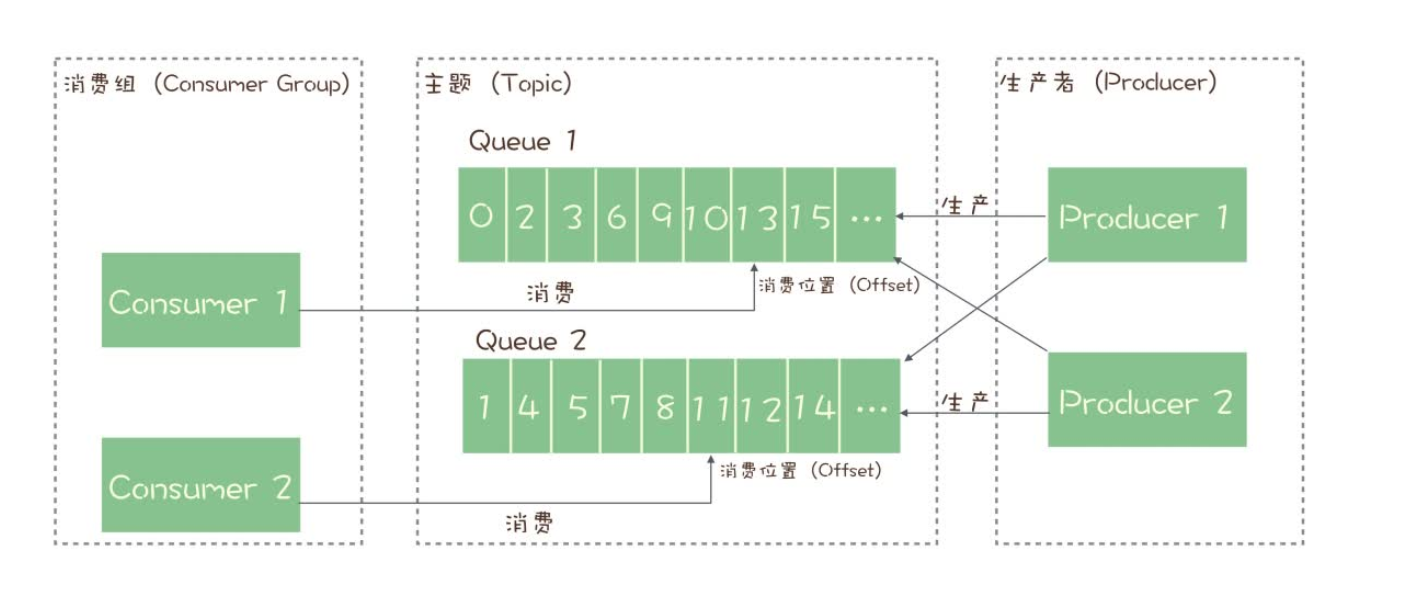 消费组 (Consumer Group)
Consumer 1
Consumer 2
消费
消费
主题 (Topic)
Queue 1
0 2 3 6 9 10 13 15 ...
消费位置 (Offset)
Queue 2
1 4 5 7 8 11 12 14 ...
消费位置 (Offset)
生产
生产
生产者 (Producer)
Producer 1
Producer 2